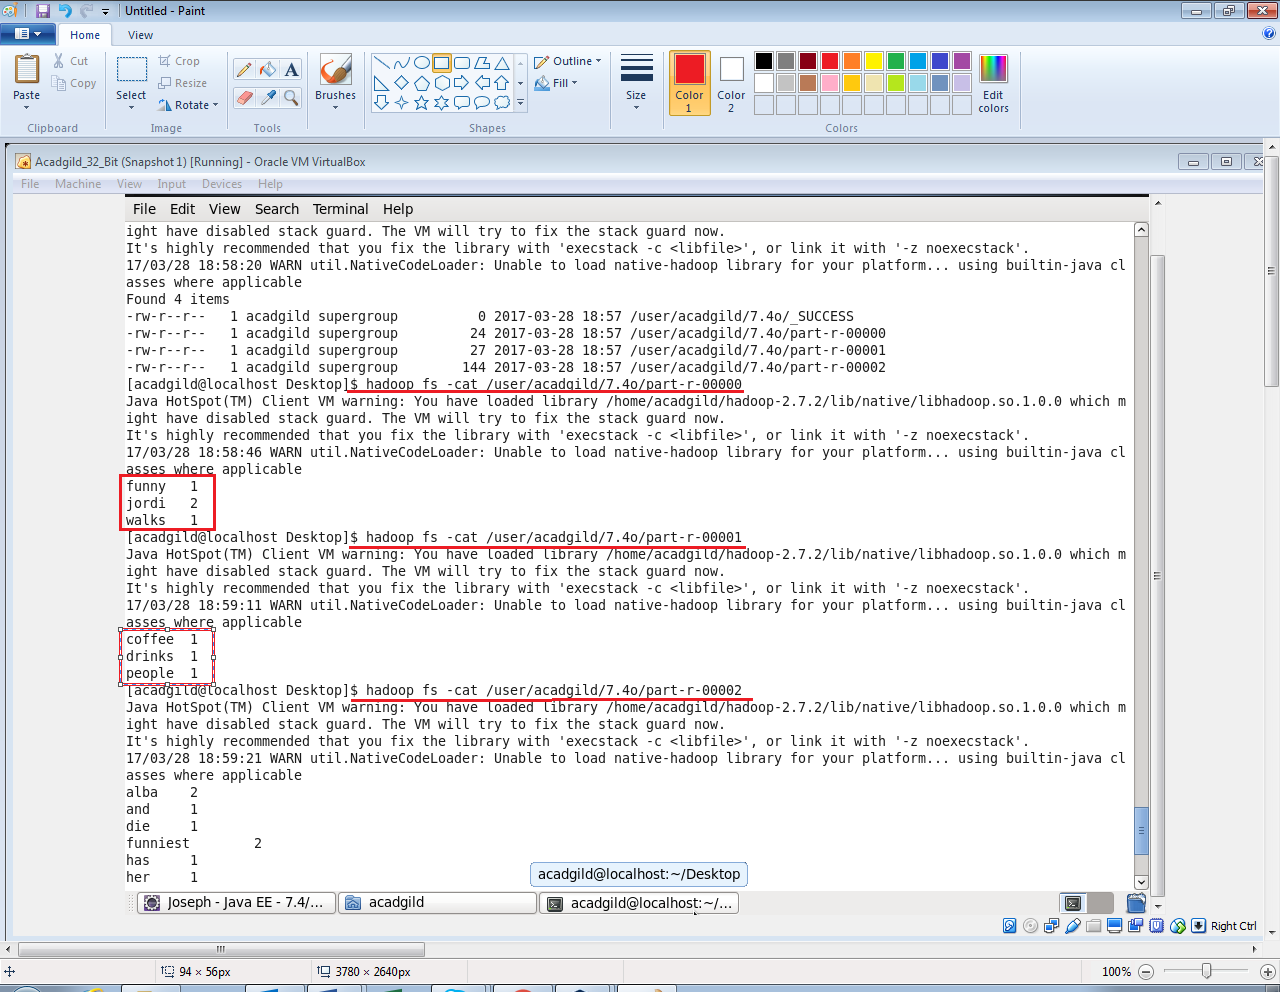 Untitled - Paint
Home
View
Paste
Cut
Copy
Clipboard
Select
Crop
Resize
Rotate
Image
Tools
Brushes
Shapes
Outline
Fill
Size
Color 1
Color 2
Edit colors
Colors
Acadgild_32_Bit (Snapshot 1) [Running] - Oracle VM VirtualBox
File Machine View Input Devices Help
File Edit View Search Terminal Help
ight have disabled stack guard. The VM will try to fix the stack guard now.
It's highly recommended that you fix the library with 'execstack -c <libfile>', or link it with '-z noexecstack'.
17/03/28 18:58:20 WARN util.NativeCodeLoader: Unable to load native-hadoop library for your platform... using builtin-java cl
asses where applicable
Found 4 items
-rw-r--r--   1 acadgild supergroup          0 2017-03-28 18:57 /user/acadgild/7.4o/_SUCCESS
-rw-r--r--   1 acadgild supergroup         24 2017-03-28 18:57 /user/acadgild/7.4o/part-r-00000
-rw-r--r--   1 acadgild supergroup         27 2017-03-28 18:57 /user/acadgild/7.4o/part-r-00001
-rw-r--r--   1 acadgild supergroup        144 2017-03-28 18:57 /user/acadgild/7.4o/part-r-00002
[acadgild@localhost Desktop]$ hadoop fs -cat /user/acadgild/7.4o/part-r-00000
Java HotSpot(TM) Client VM warning: You have loaded library /home/acadgild/hadoop-2.7.2/lib/native/libhadoop.so.1.0.0 which m
ight have disabled stack guard. The VM will try to fix the stack guard now.
It's highly recommended that you fix the library with 'execstack -c <libfile>', or link it with '-z noexecstack'.
17/03/28 18:58:46 WARN util.NativeCodeLoader: Unable to load native-hadoop library for your platform... using builtin-java cl
asses where applicable
funny   1
jordi   2
walks   1
[acadgild@localhost Desktop]$ hadoop fs -cat /user/acadgild/7.4o/part-r-00001
Java HotSpot(TM) Client VM warning: You have loaded library /home/acadgild/hadoop-2.7.2/lib/native/libhadoop.so.1.0.0 which m
ight have disabled stack guard. The VM will try to fix the stack guard now.
It's highly recommended that you fix the library with 'execstack -c <libfile>', or link it with '-z noexecstack'.
17/03/28 18:59:11 WARN util.NativeCodeLoader: Unable to load native-hadoop library for your platform... using builtin-java cl
asses where applicable
coffee  1
drinks  1
people  1
[acadgild@localhost Desktop]$ hadoop fs -cat /user/acadgild/7.4o/part-r-00002
Java HotSpot(TM) Client VM warning: You have loaded library /home/acadgild/hadoop-2.7.2/lib/native/libhadoop.so.1.0.0 which m
ight have disabled stack guard. The VM will try to fix the stack guard now.
It's highly recommended that you fix the library with 'execstack -c <libfile>', or link it with '-z noexecstack'.
17/03/28 18:59:21 WARN util.NativeCodeLoader: Unable to load native-hadoop library for your platform... using builtin-java cl
asses where applicable
alba    2
and     1
die     1
funniest        2
has     1
her     1
acadgild@localhost:~/Desktop
Joseph - Java EE - 7.4/... acadgild acadgild@localhost:~/...
Right Ctrl
94 × 56px 3780 × 2640px 100%